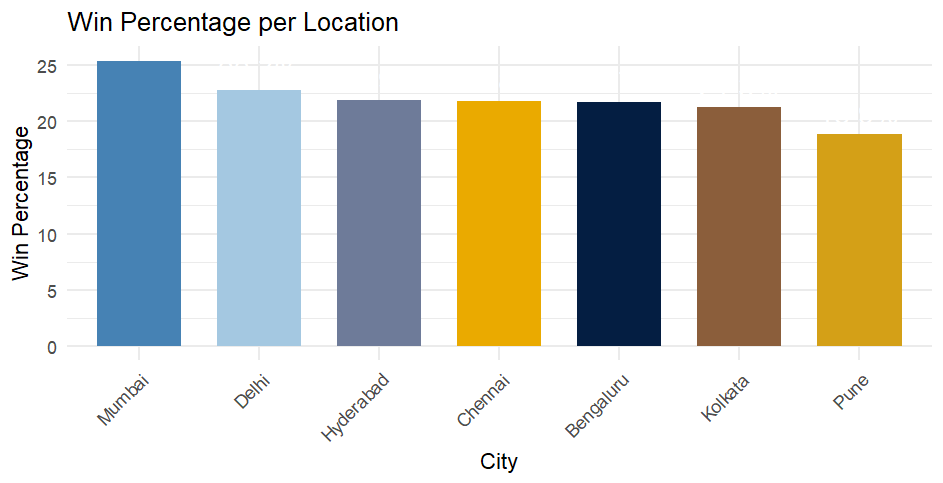 Win Percentage per Location
Win Percentage
25
20
15
10
5
0
Mumbai
Delhi
Hyderabad
Chennai
Bengaluru
Kolkata
Pune
City